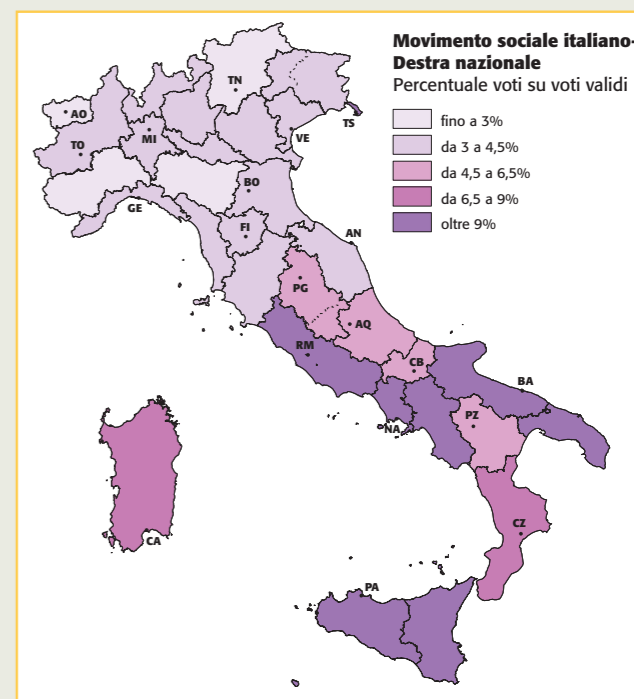 Movimento sociale italiano-
Destra nazionale
Percentuale voti su voti validi
fino a 3%
da 3 a 4,5%
da 4,5 a 6,5%
da 6,5 a 9%
oltre 9%
TN
AO
TS
VE
MI
TO
BO
GE
FI
AN
PG
AQ
RM
CB
BA
PZ
NA
CZ
CA
PA